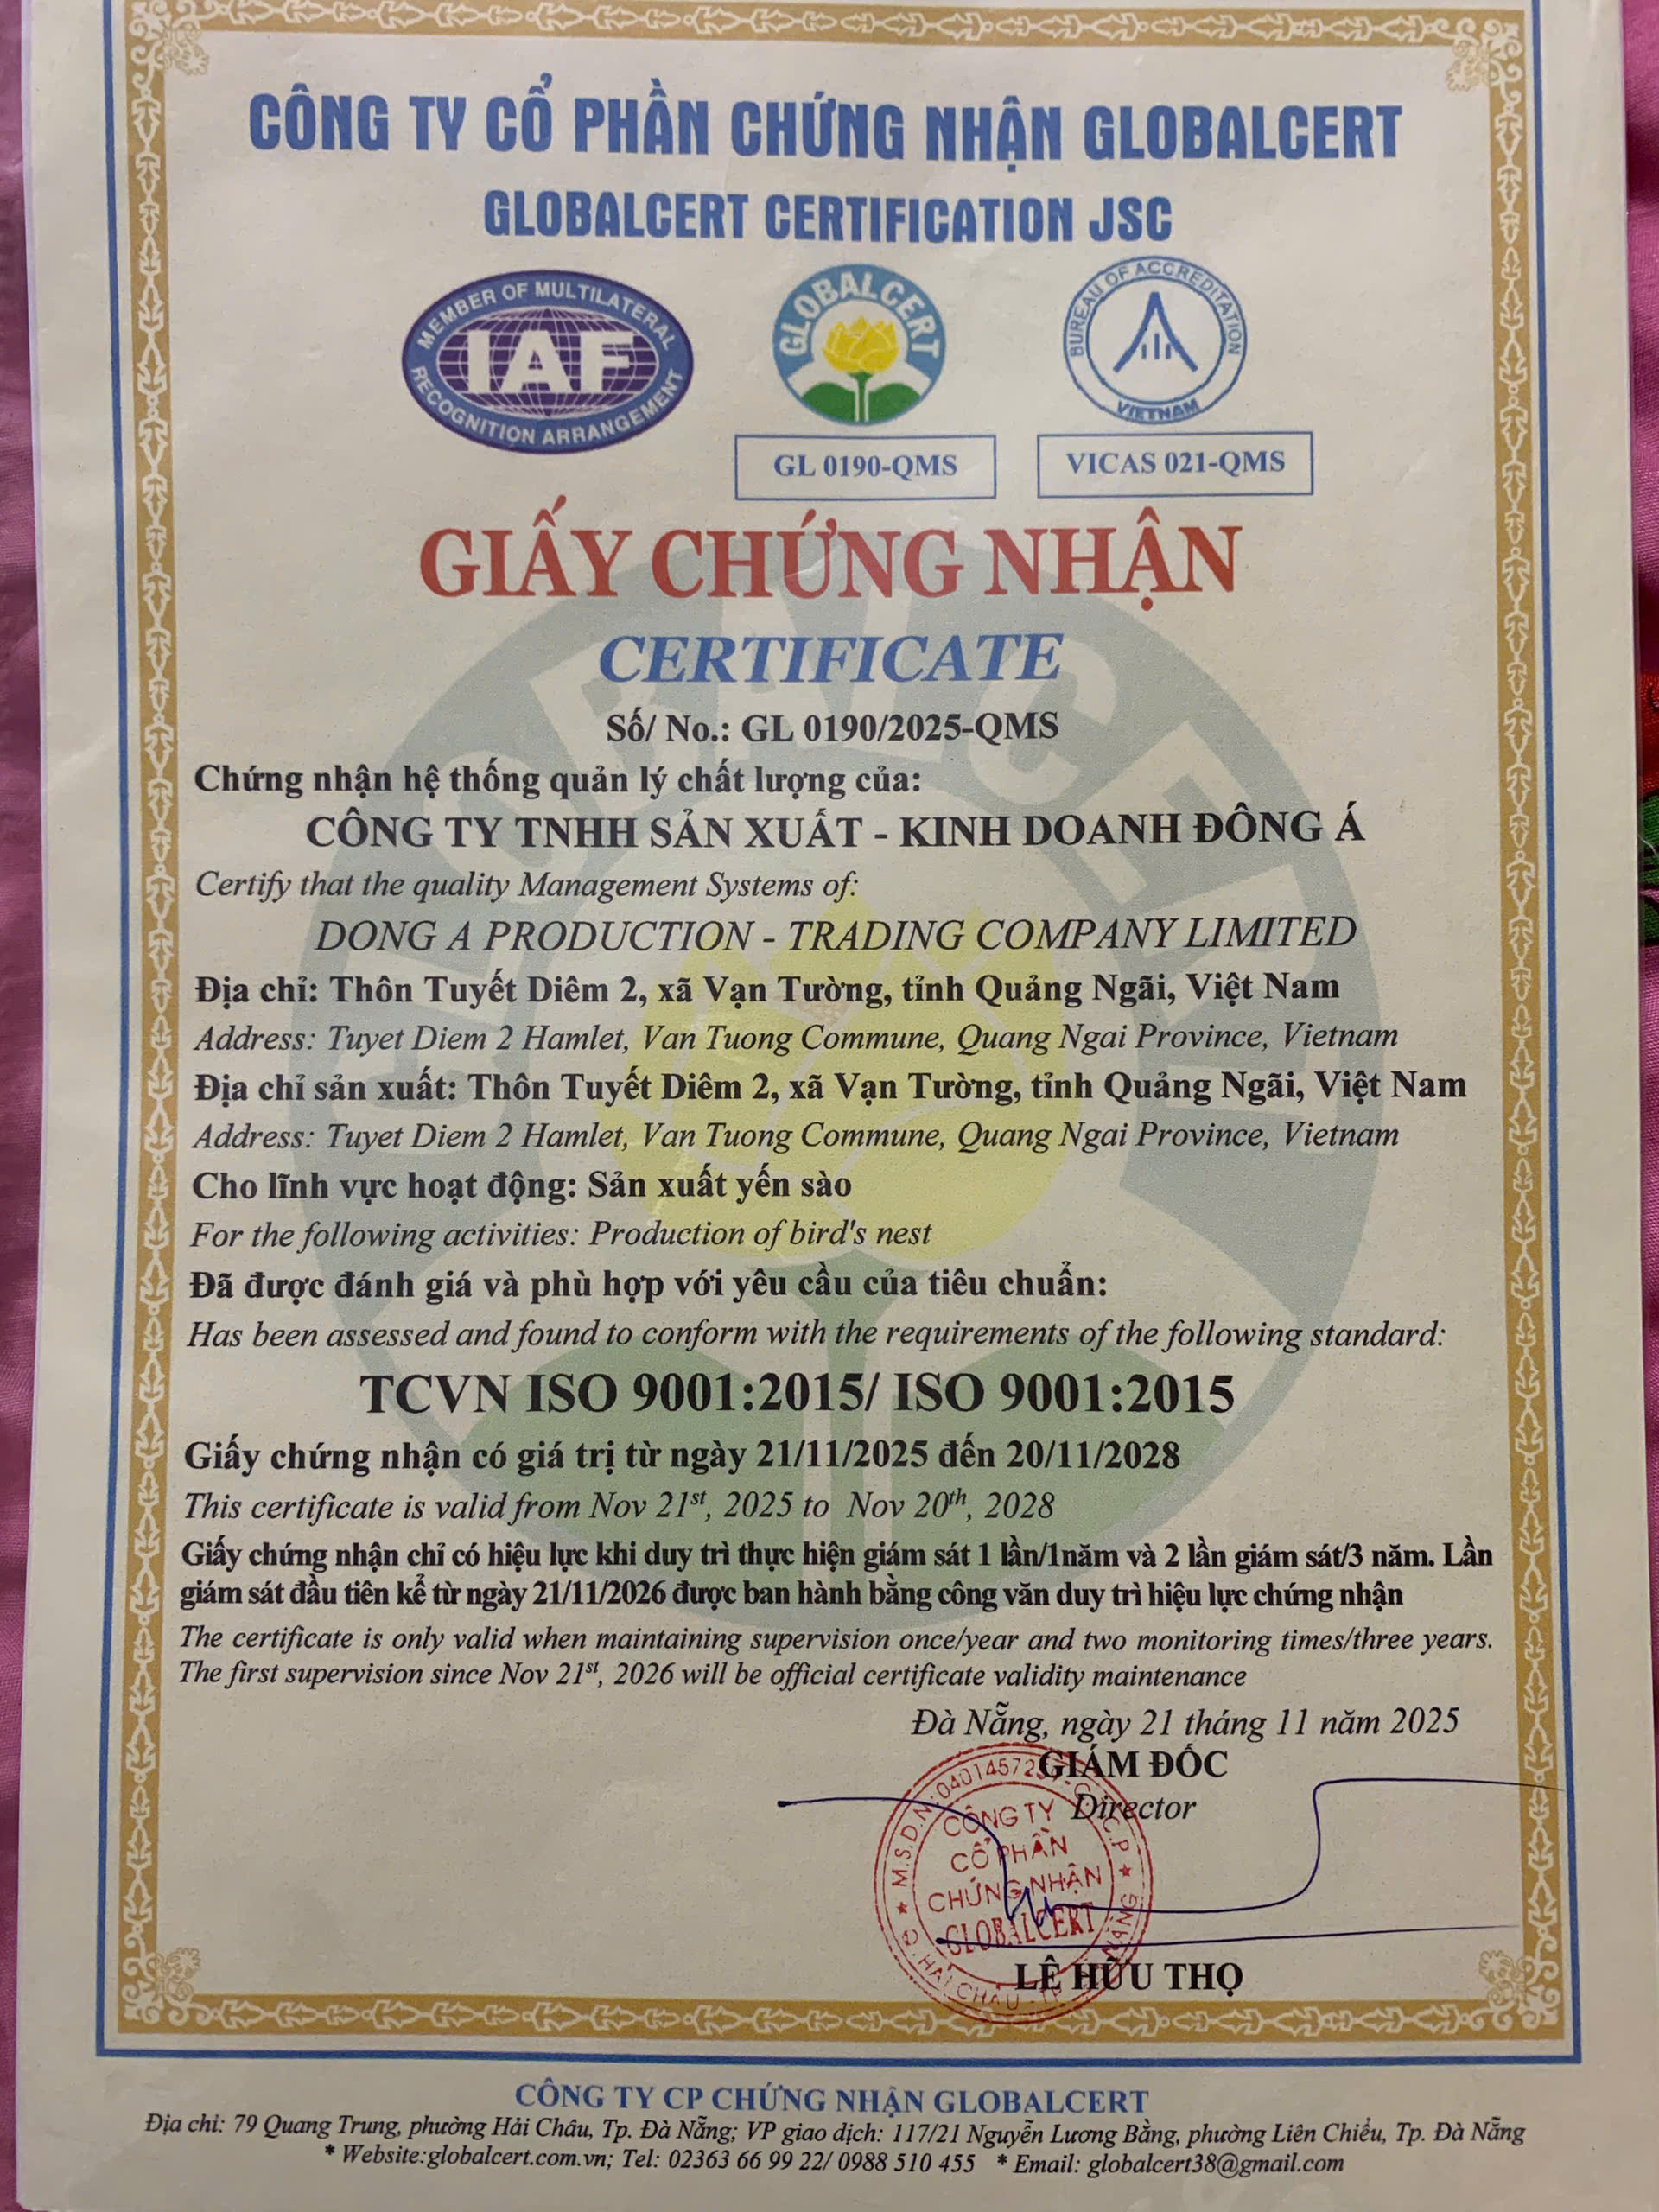 CÔNG TY CỔ PHẦN CHỨNG NHẬN GLOBALCERT
GLOBALCERT CERTIFICATION JSC
MEMBER OF MULTILATERAL
IAF
RECOGNITION ARRANGEMENT
GLOBALCERT
BUREAU OF ACCREDITATION
VIETNAM
GL 0190-QMS
VICAS 021-QMS
GIẤY CHỨNG NHẬN
CERTIFICATE
Số/ No.: GL 0190/2025-QMS
Chứng nhận hệ thống quản lý chất lượng của:
CÔNG TY TNHH SẢN XUẤT - KINH DOANH ĐÔNG Á
Certify that the quality Management Systems of:
DONG A PRODUCTION - TRADING COMPANY LIMITED
Địa chỉ: Thôn Tuyết Diêm 2, xã Vạn Tường, tỉnh Quảng Ngãi, Việt Nam
Address: Tuyet Diem 2 Hamlet, Van Tuong Commune, Quang Ngai Province, Vietnam
Địa chỉ sản xuất: Thôn Tuyết Diêm 2, xã Vạn Tường, tỉnh Quảng Ngãi, Việt Nam
Address: Tuyet Diem 2 Hamlet, Van Tuong Commune, Quang Ngai Province, Vietnam
Cho lĩnh vực hoạt động: Sản xuất yến sào
For the following activities: Production of bird's nest
Đã được đánh giá và phù hợp với yêu cầu của tiêu chuẩn:
Has been assessed and found to conform with the requirements of the following standard:
TCVN ISO 9001:2015/ ISO 9001:2015
Giấy chứng nhận có giá trị từ ngày 21/11/2025 đến 20/11/2028
This certificate is valid from Nov 21st, 2025 to Nov 20th, 2028
Giấy chứng nhận chỉ có hiệu lực khi duy trì thực hiện giám sát 1 lần/1năm và 2 lần giám sát/3 năm. Lần
giám sát đầu tiên kể từ ngày 21/11/2026 được ban hành bằng công văn duy trì hiệu lực chứng nhận
The certificate is only valid when maintaining supervision once/year and two monitoring times/three years.
The first supervision since Nov 21st, 2026 will be official certificate validity maintenance
Đà Nẵng, ngày 21 tháng 11 năm 2025
GIÁM ĐỐC
Director
CÔNG TY
CỔ PHẦN
CHỨNG NHẬN
GLOBALCERT
LÊ HỮU THỌ
CÔNG TY CP CHỨNG NHẬN GLOBALCERT
Địa chỉ: 79 Quang Trung, phường Hải Châu, Tp. Đà Nẵng; VP giao dịch: 117/21 Nguyễn Lương Bằng, phường Liên Chiểu, Tp. Đà Nẵng
* Website:globalcert.com.vn; Tel: 02363 66 99 22/ 0988 510 455 * Email: globalcert38@gmail.com